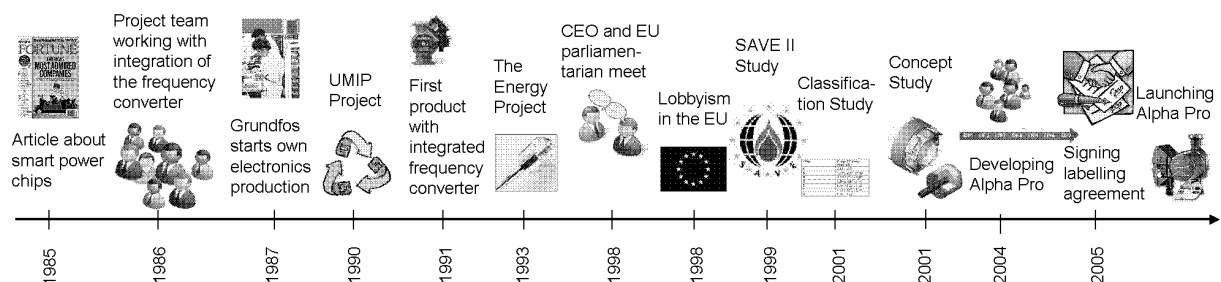 FORTUNE
MOST ADMIRED
COMPANIES
Article about
smart power
chips
Project team
working with
integration of
the frequency
converter
Grundfos
starts own
electronics
production
UMIP
Project
First
product
with
integrated
frequency
converter
The
Energy
Project
CEO and EU
parliamen-
tarian meet
Lobbyism
in the EU
SAVE II
Study
Classifica-
tion Study
Concept
Study
Developing
Alpha Pro
Signing
labelling
agreement
Launching
Alpha Pro
1985
1986
1987
1990
1991
1993
1998
1998
1999
2001
2001
2004
2005